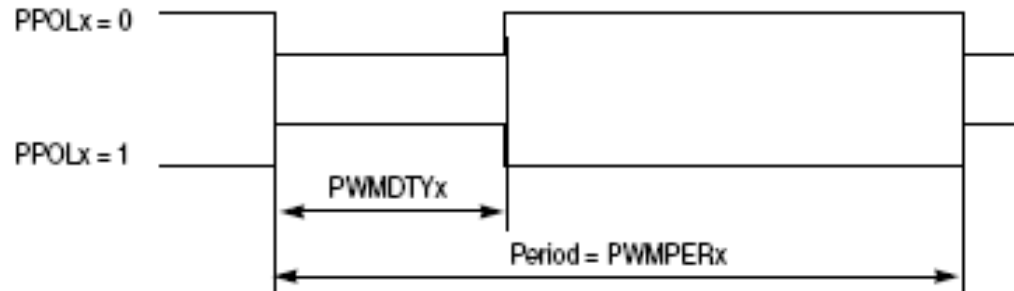 PPOLx = 0
PPOLx = 1
PWMDTYx
Period = PWMPERx